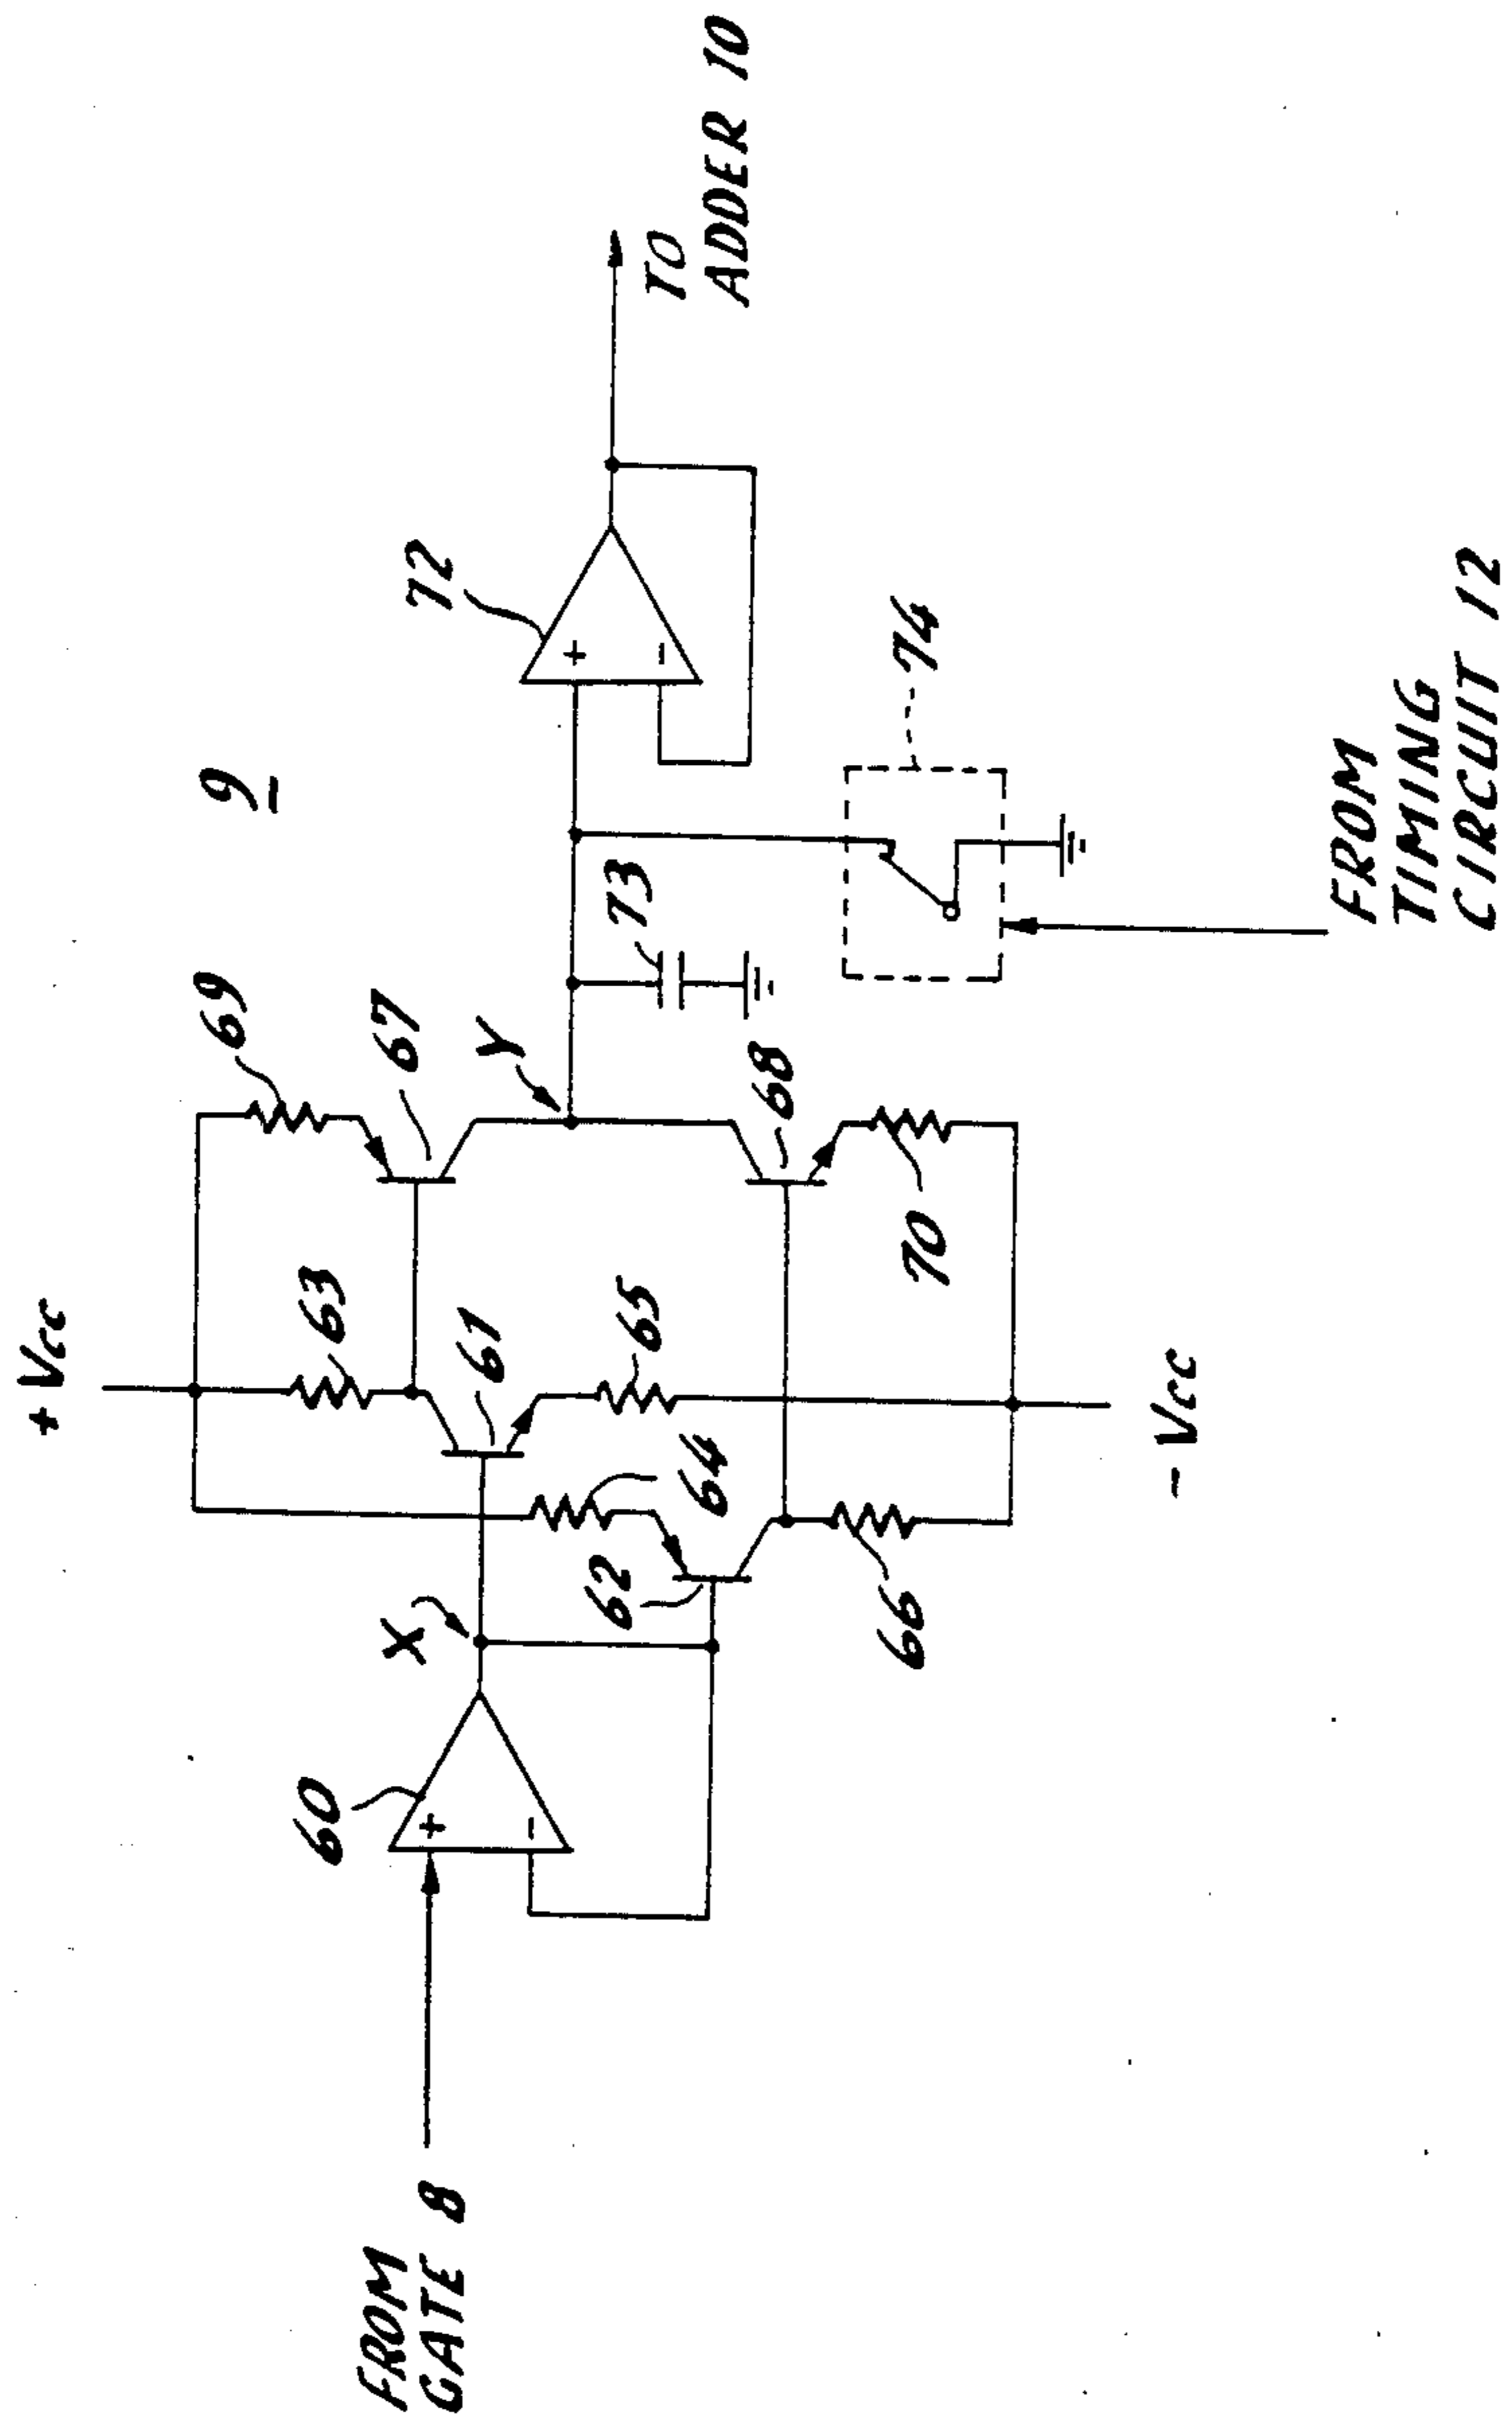 9
+Vcc
FROM
GATE 8
60
+
-
X
61
62
63
64
65
66
67
68
69
70
Y
73
72
+
-
74
TO
ADDER 10
-Vcc
FROM
TIMING
CIRCUIT 12